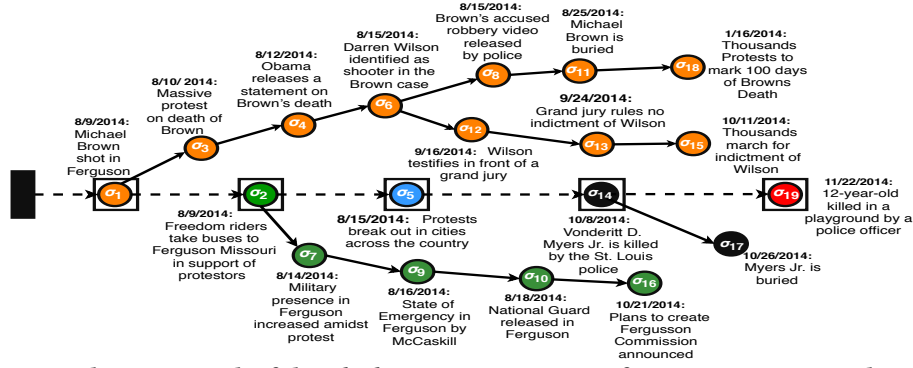 8/9/2014:
Michael
Brown
shot in
Ferguson
8/10/ 2014:
Massive
protest
on death of
Brown
8/12/2014:
Obama
releases a
statement on
Brown's death
8/15/2014:
Darren Wilson
identified as
shooter in the
Brown case
8/15/2014:
Brown's accused
robbery video
released
by police
8/25/2014:
Michael
Brown is
buried
1/16/2014:
Thousands
Protests to
mark 100 days
of Browns
Death
σ8
σ11
σ18
σ6
σ4
σ3
σ12
σ13
σ15
9/16/2014: Wilson
testifies in front of a
grand jury
9/24/2014:
Grand jury rules no
indictment of Wilson
10/11/2014:
Thousands
march for
indictment of
Wilson
σ1
σ2
σ5
σ14
σ19
11/22/2014:
12-year-old
killed in a
playground by a
police officer
8/9/2014:
Freedom riders
take buses to
Ferguson Missouri
in support of
protestors
8/15/2014: Protests
break out in cities
across the country
10/8/2014:
Vonderitt D.
Myers Jr. is killed
by the St. Louis
police
σ17
10/26/2014:
Myers Jr. is
buried
σ7
σ9
σ10
σ16
8/14/2014:
Military
presence in
Ferguson
increased amidst
protest
8/16/2014:
State of
Emergency in
Ferguson by
McCaskill
8/18/2014:
National Guard
released in
Ferguson
10/21/2014:
Plans to create
Fergusson
Commission
announced